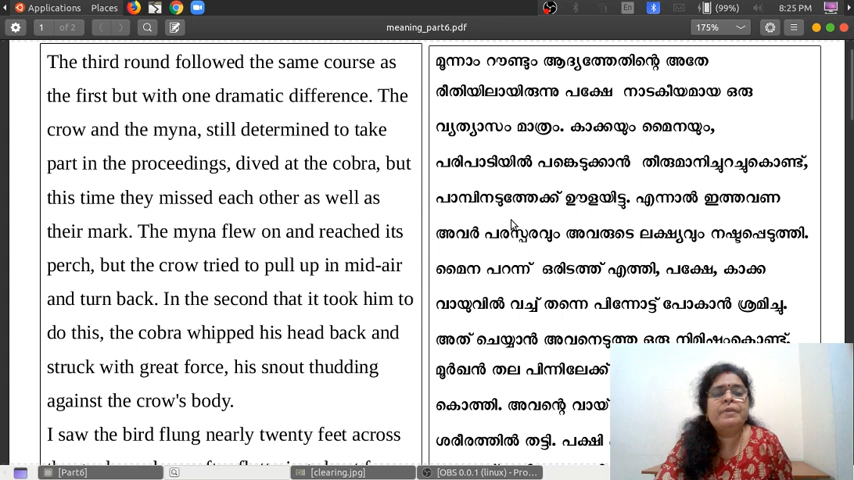 Applications Places En (99%) 8:25 PM
1 of 2 meaning_part6.pdf 175%
The third round followed the same course as
the first but with one dramatic difference. The
crow and the myna, still determined to take
part in the proceedings, dived at the cobra, but
this time they missed each other as well as
their mark. The myna flew on and reached its
perch, but the crow tried to pull up in mid-air
and turn back. In the second that it took him to
do this, the cobra whipped his head back and
struck with great force, his snout thudding
against the crow's body.
I saw the bird flung nearly twenty feet across
മൂന്നാം റൗണ്ടും ആദ്യത്തേതിന്റെ അതേ
രീതിയിലായിരുന്നു പക്ഷേ നാടകീയമായ ഒരു
വ്യത്യാസം മാത്രം. കാക്കയും മൈനയും,
പരിപാടിയിൽ പങ്കെടുക്കാൻ തിരുമാനിച്ചുറച്ചുകൊണ്ട്,
പാമ്പിനടുത്തേക്ക് ഊളയിട്ടു. എന്നാൽ ഇത്തവണ
അവർ പരസ്പരവും അവരുടെ ലക്ഷ്യവും നഷ്ടപ്പെടുത്തി.
മൈന പറന്ന് ഒരിടത്ത് എത്തി, പക്ഷേ, കാക്ക
വായുവിൽ വച്ച് തന്നെ പിന്നോട്ട് പോകാൻ ശ്രമിച്ചു.
അത് ചെയ്യാൻ അവനെടുത്ത ഒരു നിമിഷംകൊണ്ട്,
മൂർഖൻ തല പിന്നിലേക്ക്
കൊത്തി. അവന്റെ വായ്
ശരീരത്തിൽ തട്ടി. പക്ഷി
[Part6] [clearing.jpg] [OBS 0.0.1 (linux) - Pro...